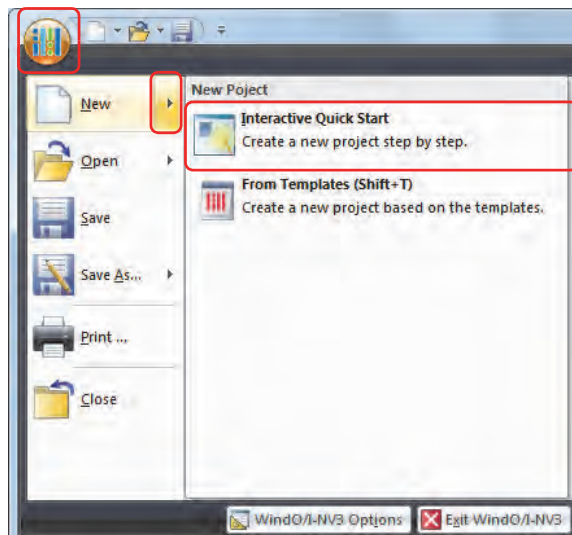 New Poject
New
Interactive Quick Start
Create a new project step by step.
Open
From Templates (Shift+T)
Create a new project based on the templates.
Save
Save As...
Print ...
Close
WindO/I-NV3 Options
Exit WindO/I-NV3